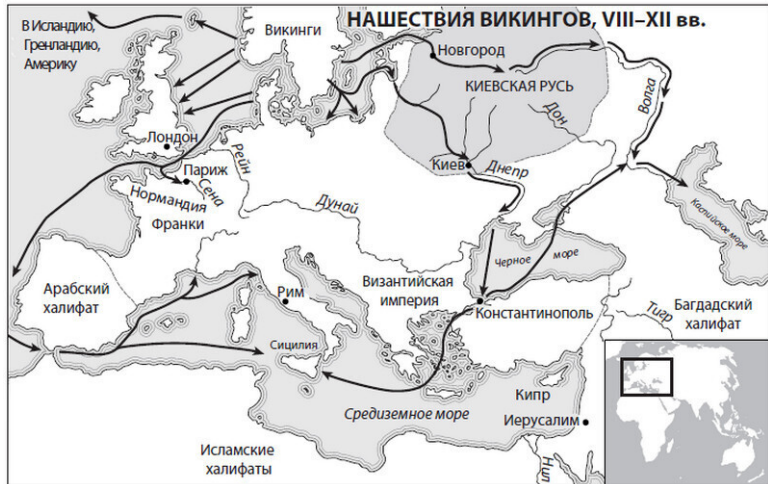 НАШЕСТВИЯ ВИКИНГОВ, VIII–XII вв.
В Исландию,
Гренландию,
Америку
Викинги
Новгород
КИЕВСКАЯ РУСЬ
Волга
Дон
Лондон
Рейн
Киев
Днепр
Париж
Сена
Нормандия
Франки
Дунай
Каспийское море
Черное море
Арабский
халифат
Рим
Византийская
империя
Константинополь
Багдадский
халифат
Тигр
Сицилия
Кипр
Средиземное море
Иерусалим
Исламские
халифаты
Нил